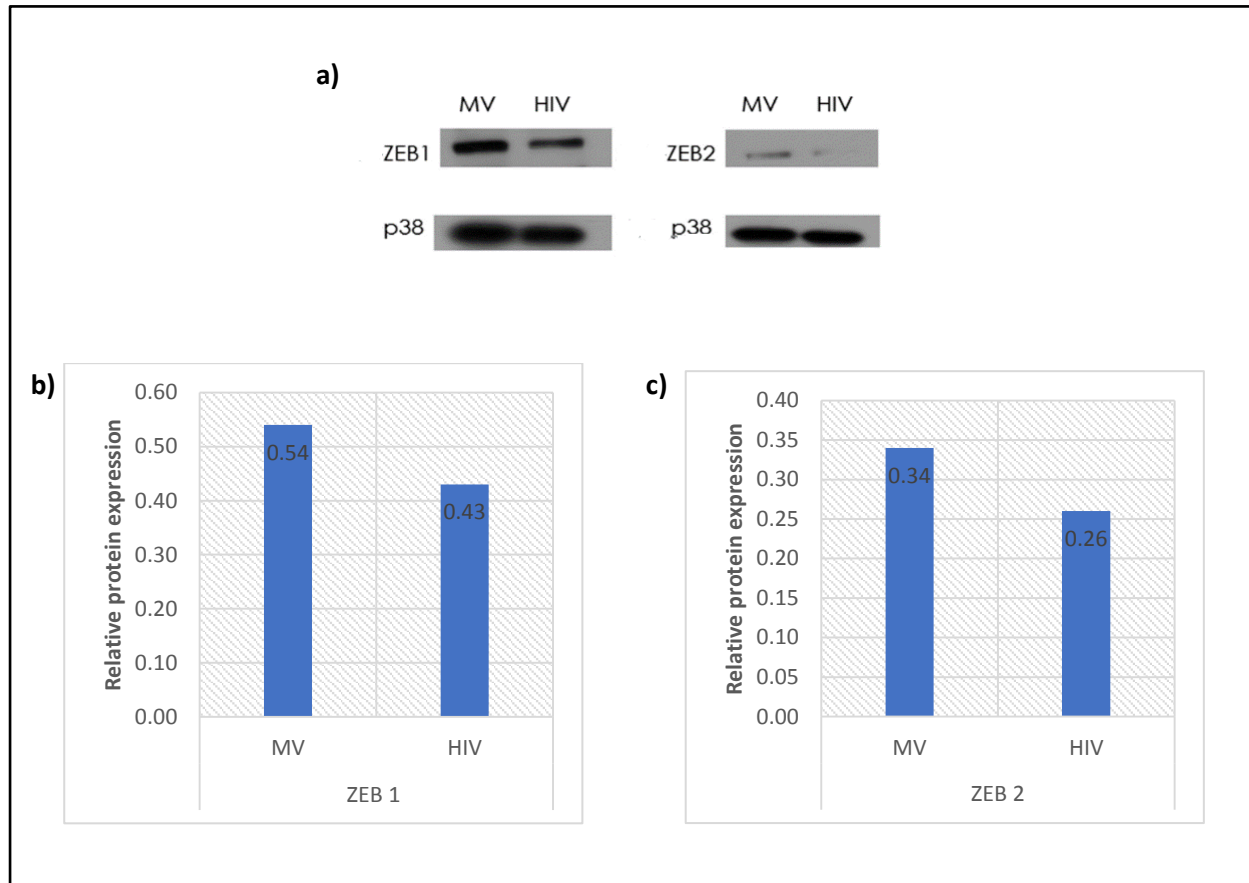 a)
MV HIV
ZEB1
p38
MV HIV
ZEB2
p38
b)
Relative protein expression
0.60
0.50
0.40
0.30
0.20
0.10
0.00
0.54
0.43
MV HIV
ZEB 1
c)
Relative protein expression
0.40
0.35
0.30
0.25
0.20
0.15
0.10
0.05
0.00
0.34
0.26
MV HIV
ZEB 2